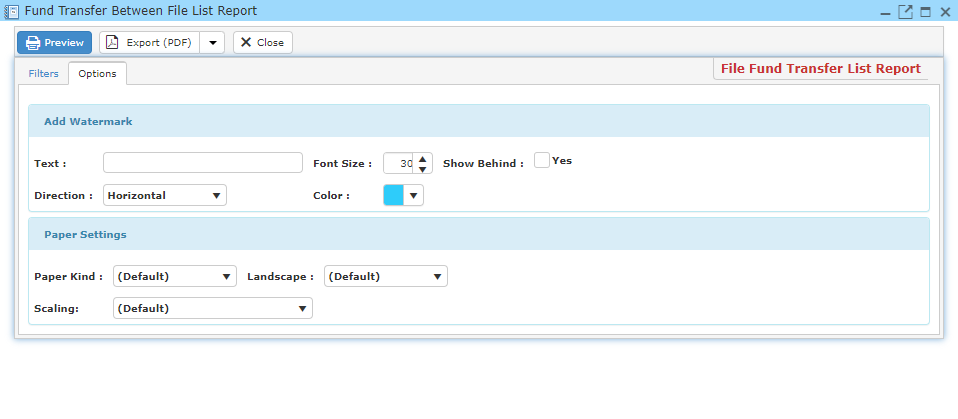 Fund Transfer Between File List Report
Preview Export (PDF) Close
Filters Options File Fund Transfer List Report
Add Watermark
Text : Font Size : 30 Show Behind : Yes
Direction : Horizontal Color :
Paper Settings
Paper Kind : (Default) Landscape : (Default)
Scaling: (Default)